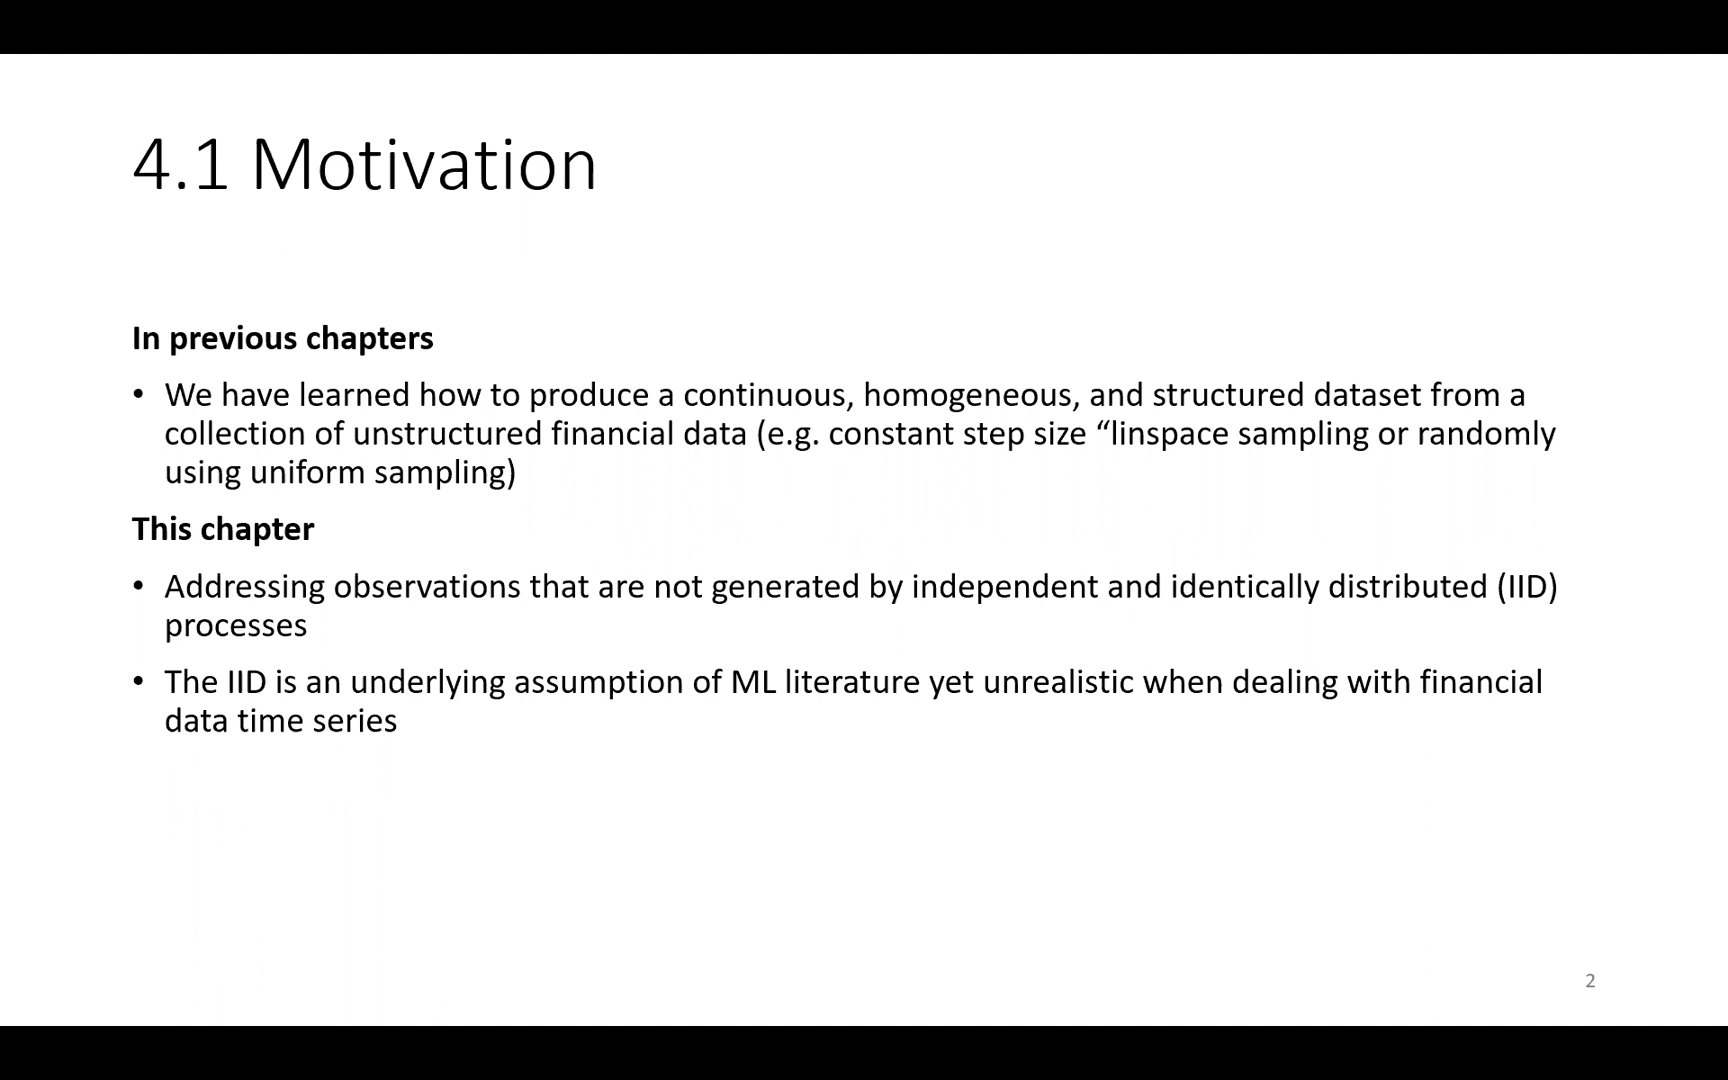 4.1 Motivation
In previous chapters
• We have learned how to produce a continuous, homogeneous, and structured dataset from a
collection of unstructured financial data (e.g. constant step size “linspace sampling or randomly
using uniform sampling)
This chapter
• Addressing observations that are not generated by independent and identically distributed (IID)
processes
• The IID is an underlying assumption of ML literature yet unrealistic when dealing with financial
data time series
2